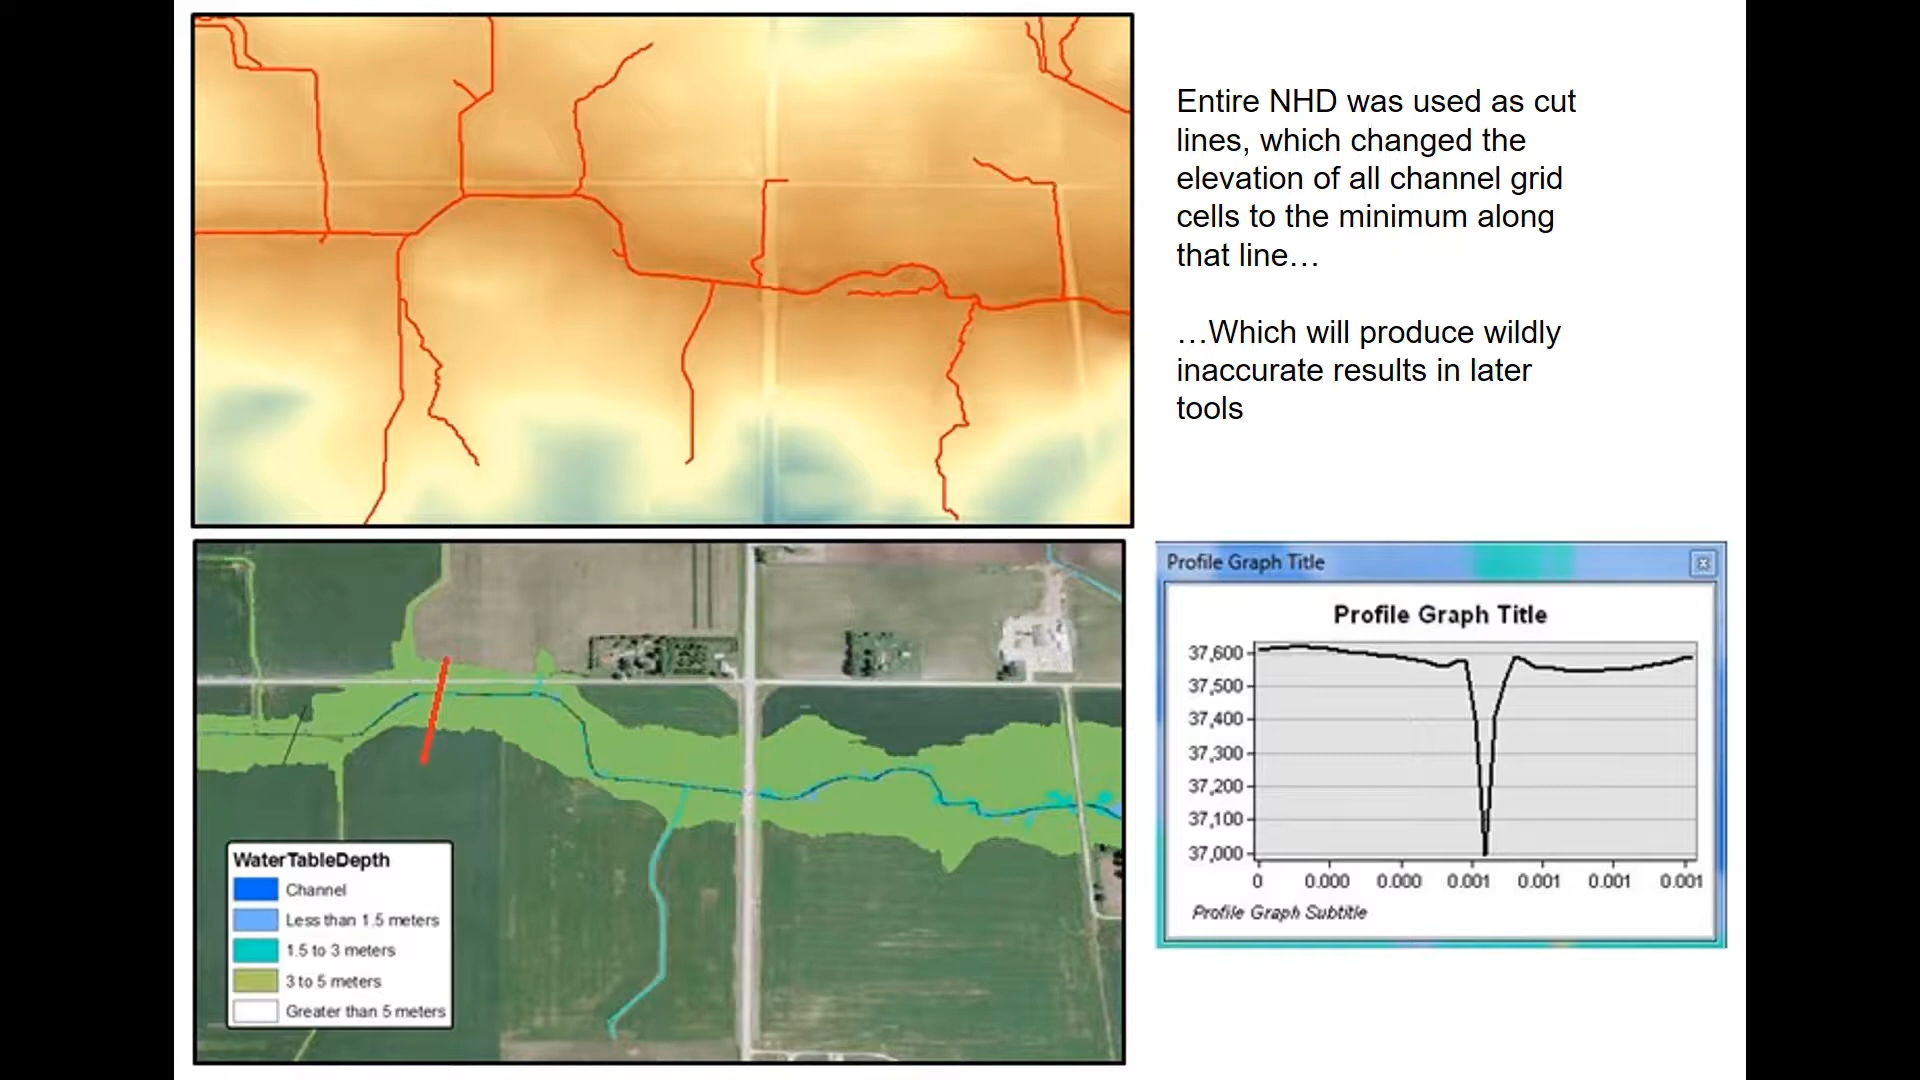 Entire NHD was used as cut
lines, which changed the
elevation of all channel grid
cells to the minimum along
that line…
…Which will produce wildly
inaccurate results in later
tools
WaterTableDepth
Channel
Less than 1.5 meters
1.5 to 3 meters
3 to 5 meters
Greater than 5 meters
Profile Graph Title
Profile Graph Title
37,600
37,500
37,400
37,300
37,200
37,100
37,000
0 0.000 0.000 0.001 0.001 0.001 0.001
Profile Graph Subtitle